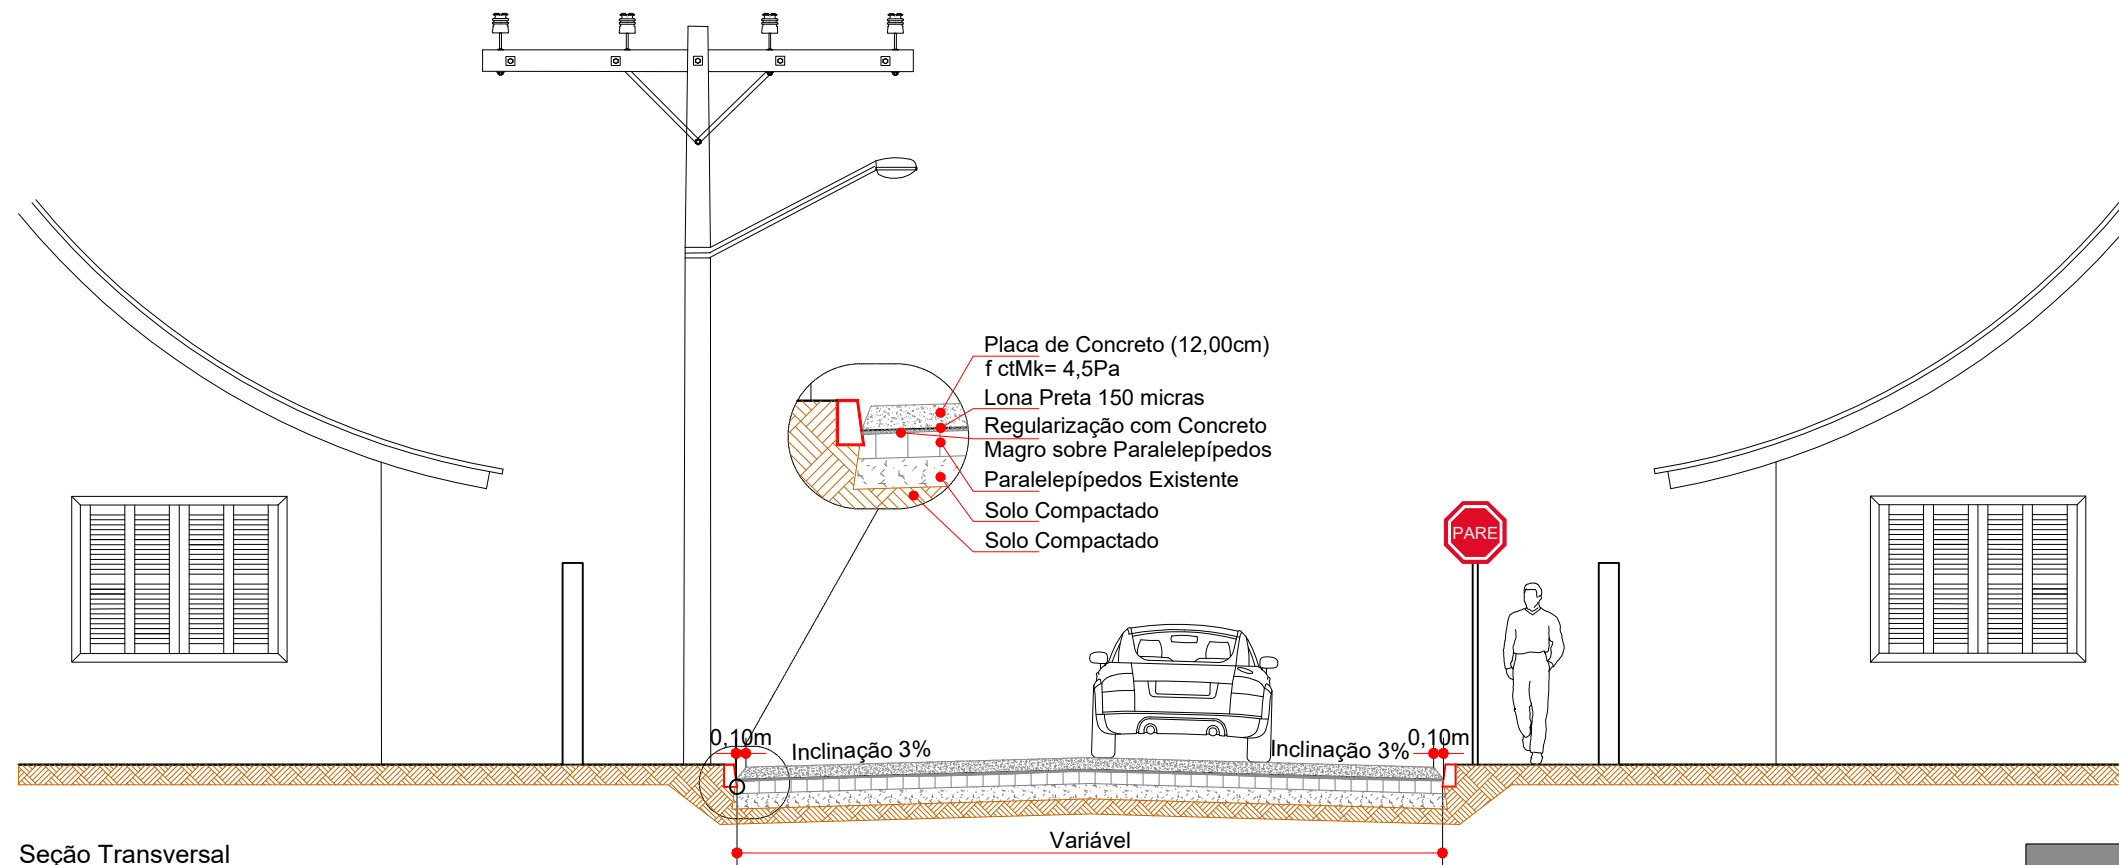 Placa de Concreto (12,00cm)
f ctMk= 4,5Pa
Lona Preta 150 micras
Regularização com Concreto
Magro sobre Paralelepípedos
Paralelepípedos Existente
Solo Compactado
Solo Compactado
PARE
0,10m
Inclinação 3%
Inclinação 3%
0,10m
Variável
Seção Transversal